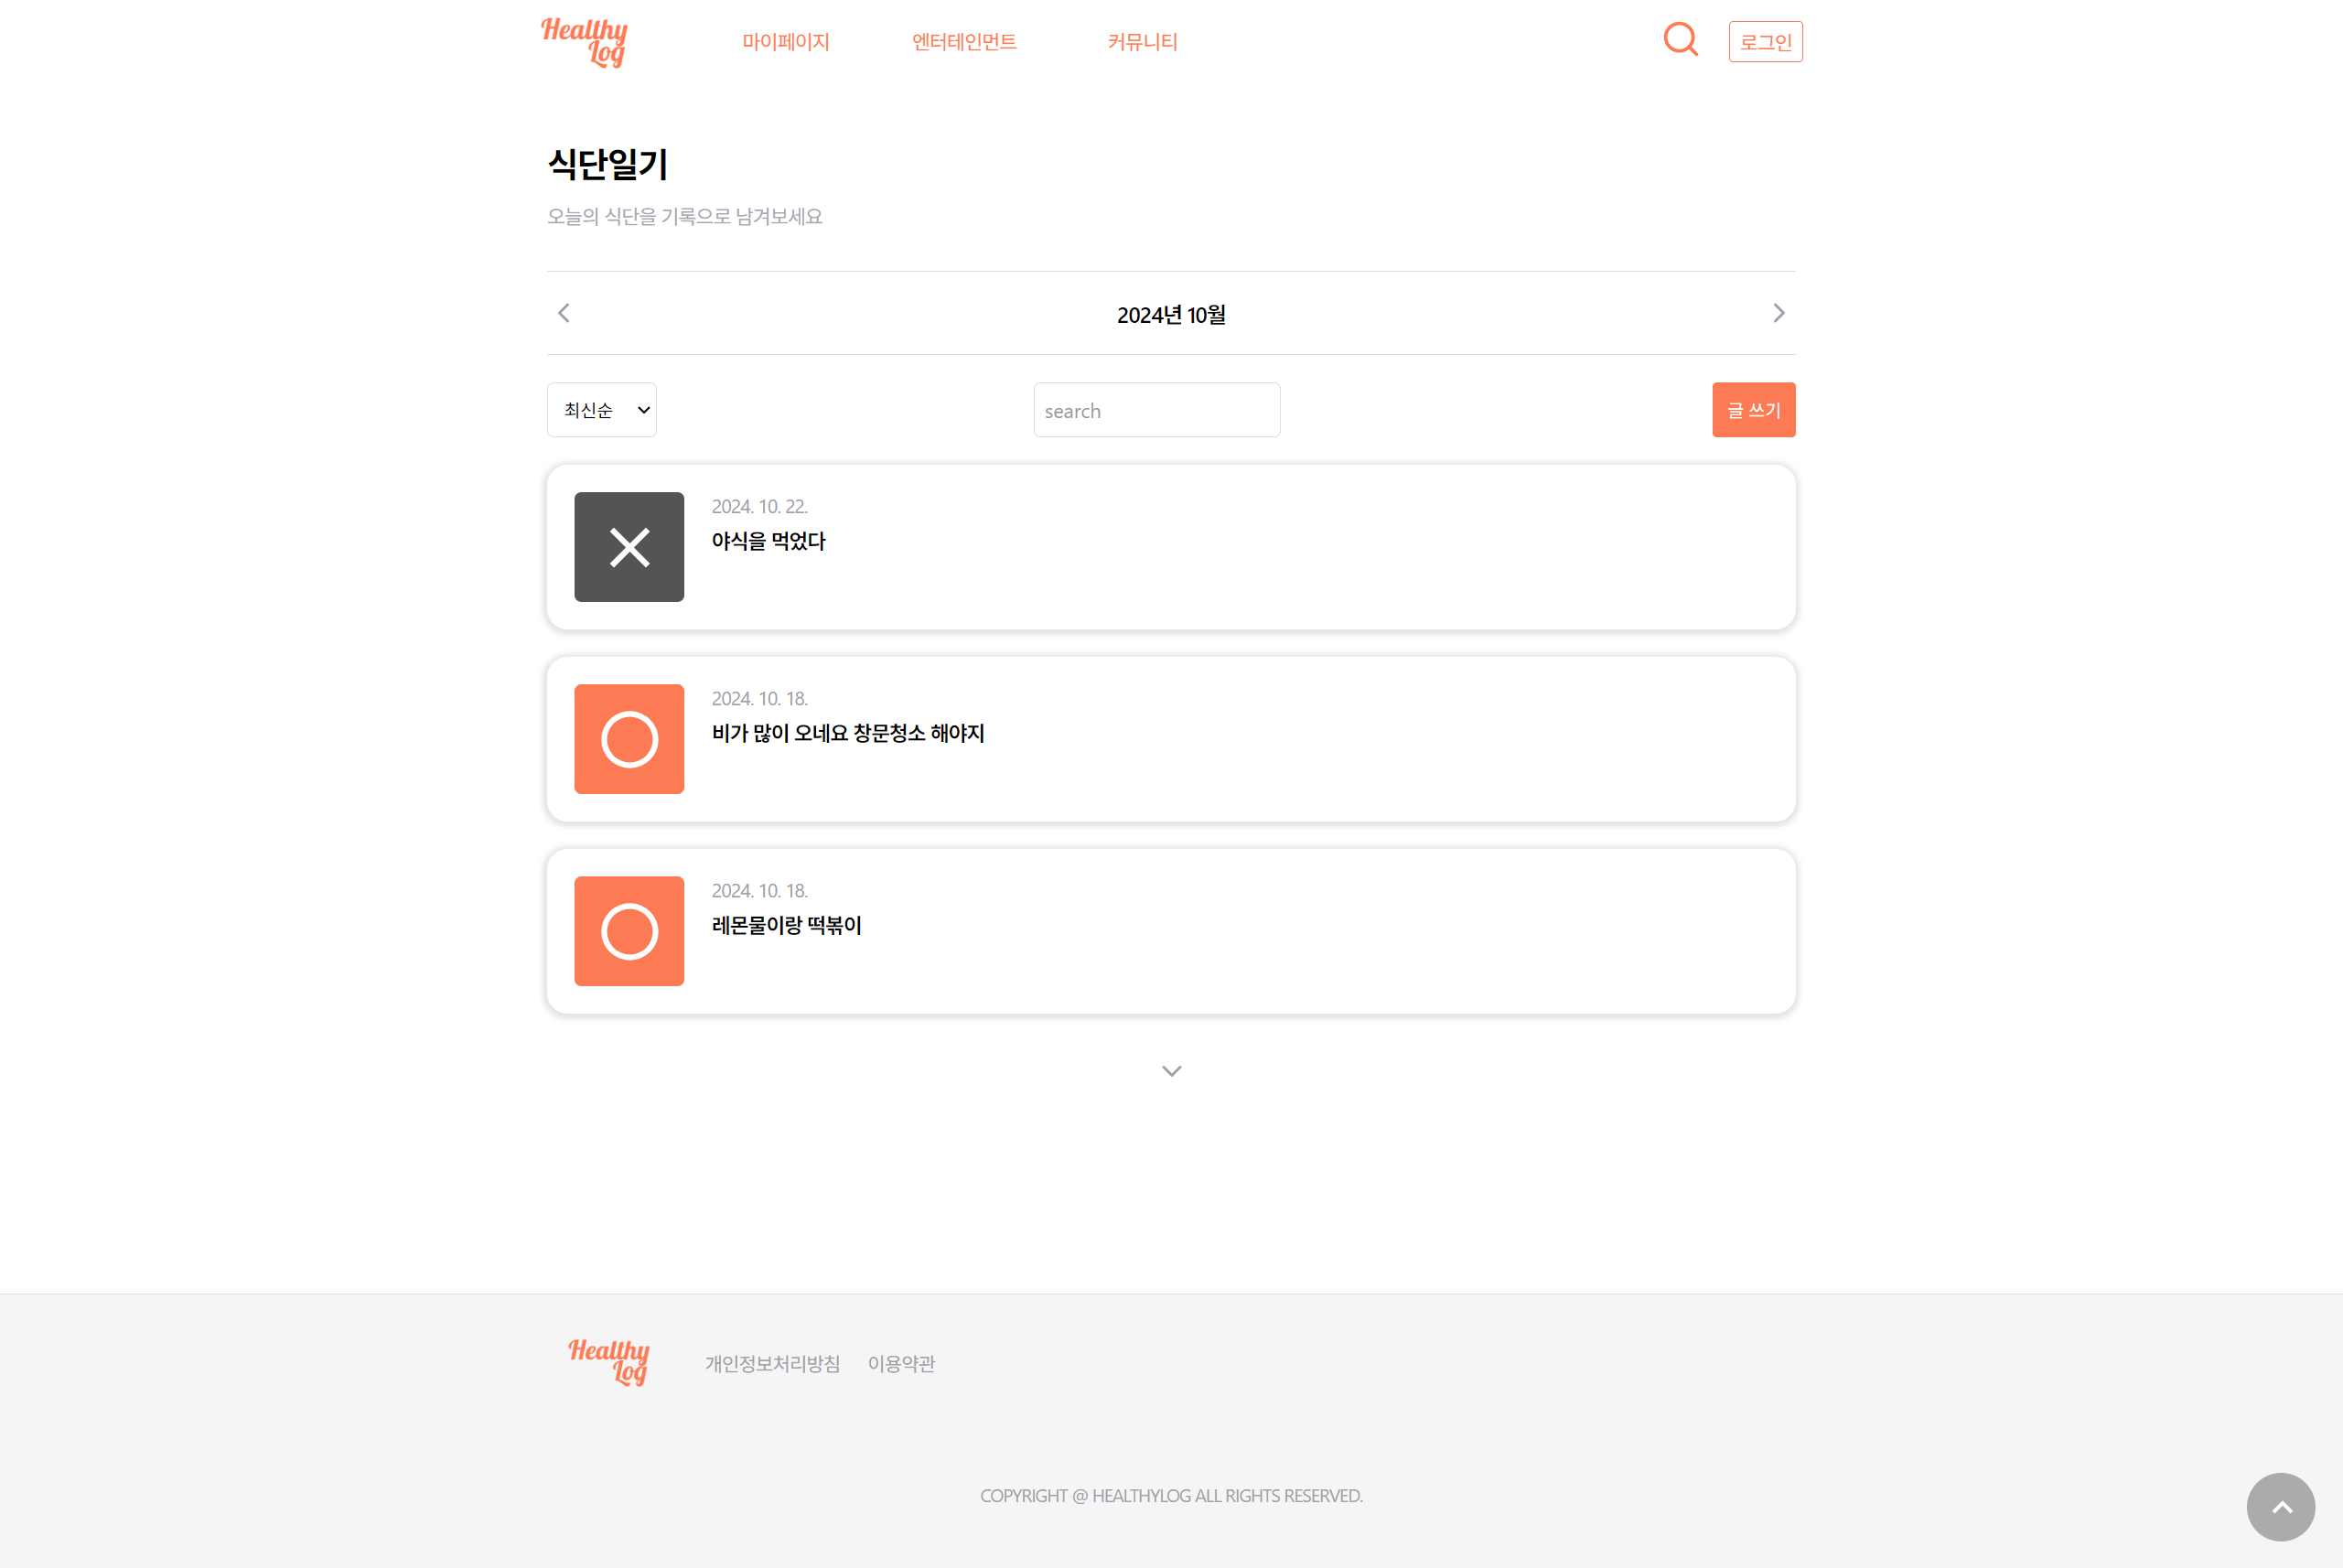 Healthy
Log
마이페이지
엔터테인먼트
커뮤니티
로그인
식단일기
오늘의 식단을 기록으로 남겨보세요
2024년 10월
최신순
search
글 쓰기
2024. 10. 22.
야식을 먹었다
2024. 10. 18.
비가 많이 오네요 창문청소 해야지
2024. 10. 18.
레몬물이랑 떡볶이
Healthy
Log
개인정보처리방침
이용약관
COPYRIGHT @ HEALTHYLOG ALL RIGHTS RESERVED.